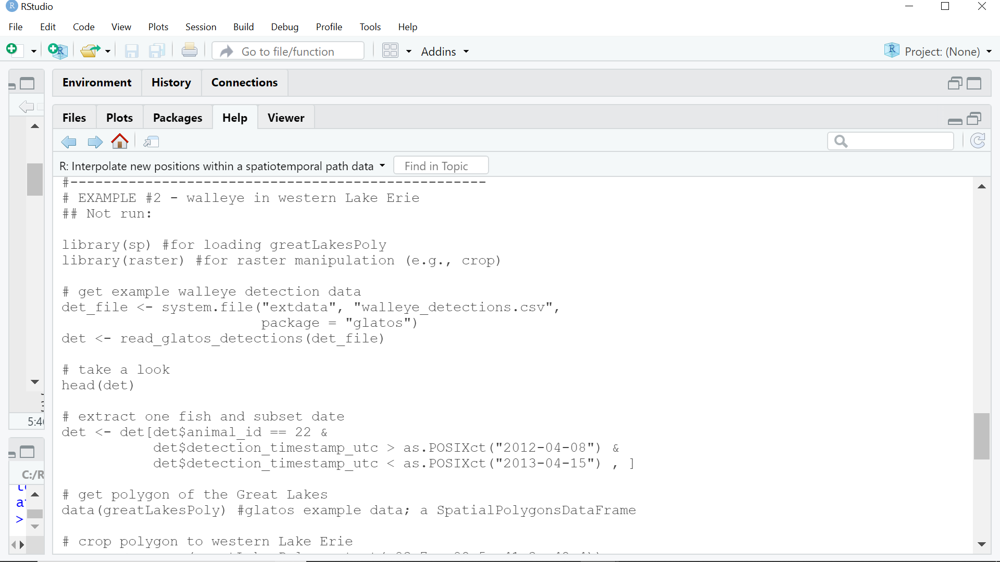 RStudio
File Edit Code View Plots Session Build Debug Profile Tools Help
Go to file/function Addins Project: (None)
Environment History Connections
Files Plots Packages Help Viewer
R: Interpolate new positions within a spatiotemporal path data Find in Topic
#--------------------------------------------------
# EXAMPLE #2 - walleye in western Lake Erie
## Not run:
library(sp) #for loading greatLakesPoly
library(raster) #for raster manipulation (e.g., crop)
# get example walleye detection data
det_file <- system.file("extdata", "walleye_detections.csv",
package = "glatos")
det <- read_glatos_detections(det_file)
# take a look
head(det)
# extract one fish and subset date
det <- det[det$animal_id == 22 &
det$detection_timestamp_utc > as.POSIXct("2012-04-08") &
det$detection_timestamp_utc < as.POSIXct("2013-04-15") , ]
# get polygon of the Great Lakes
data(greatLakesPoly) #glatos example data; a SpatialPolygonsDataFrame
# crop polygon to western Lake Erie
5:4
C:/R
>